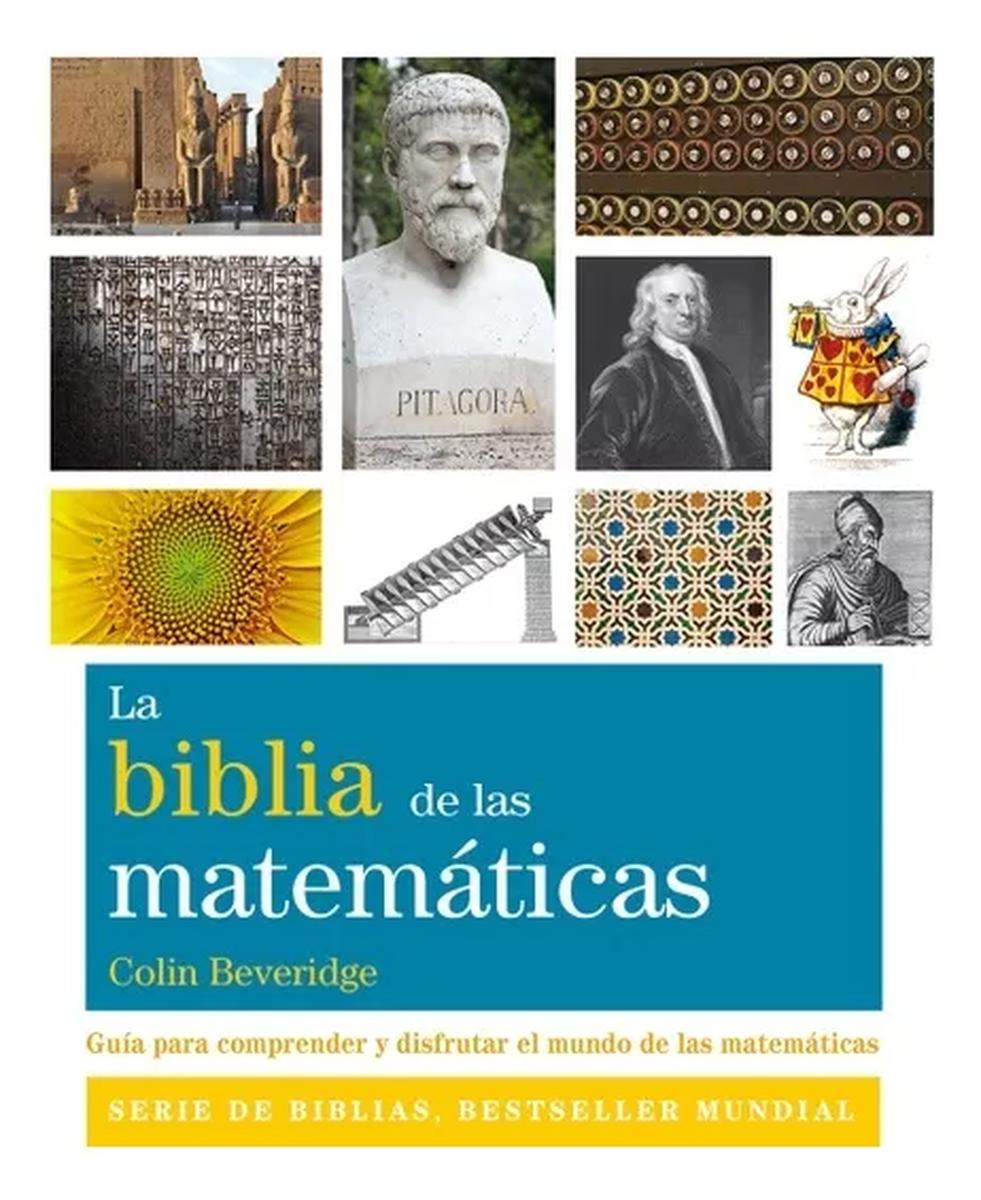 PITAGORA
La
biblia de las
matemáticas
Colin Beveridge
Guía para comprender y disfrutar el mundo de las matemáticas
SERIE DE BIBLIAS, BESTSELLER MUNDIAL